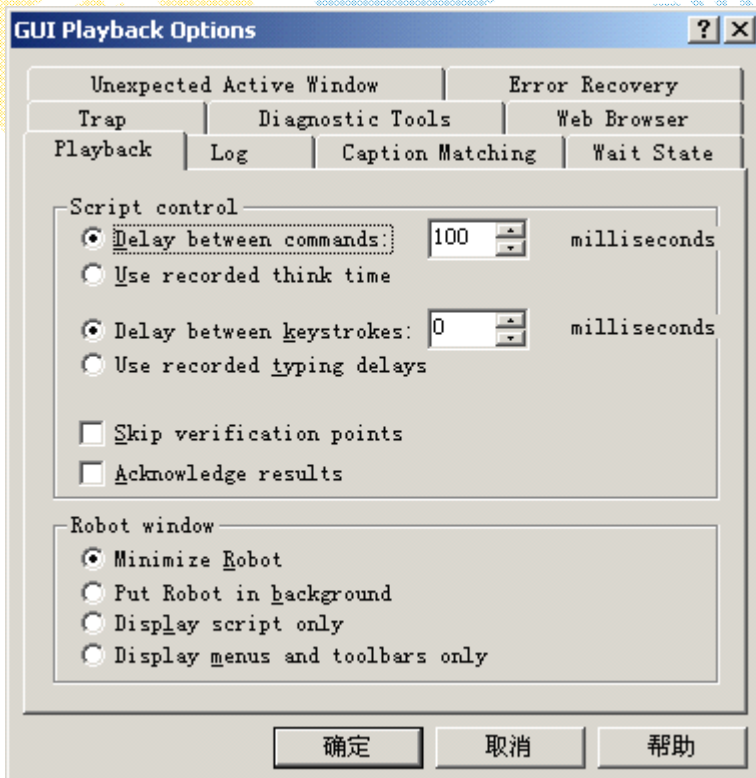 GUI Playback Options
Unexpected Active Window Error Recovery
Trap Diagnostic Tools Web Browser
Playback Log Caption Matching Wait State
Script control
Delay between commands: 100 milliseconds
Use recorded think time
Delay between keystrokes: 0 milliseconds
Use recorded typing delays
Skip verification points
Acknowledge results
Robot window
Minimize Robot
Put Robot in background
Display script only
Display menus and toolbars only
确定 取消 帮助